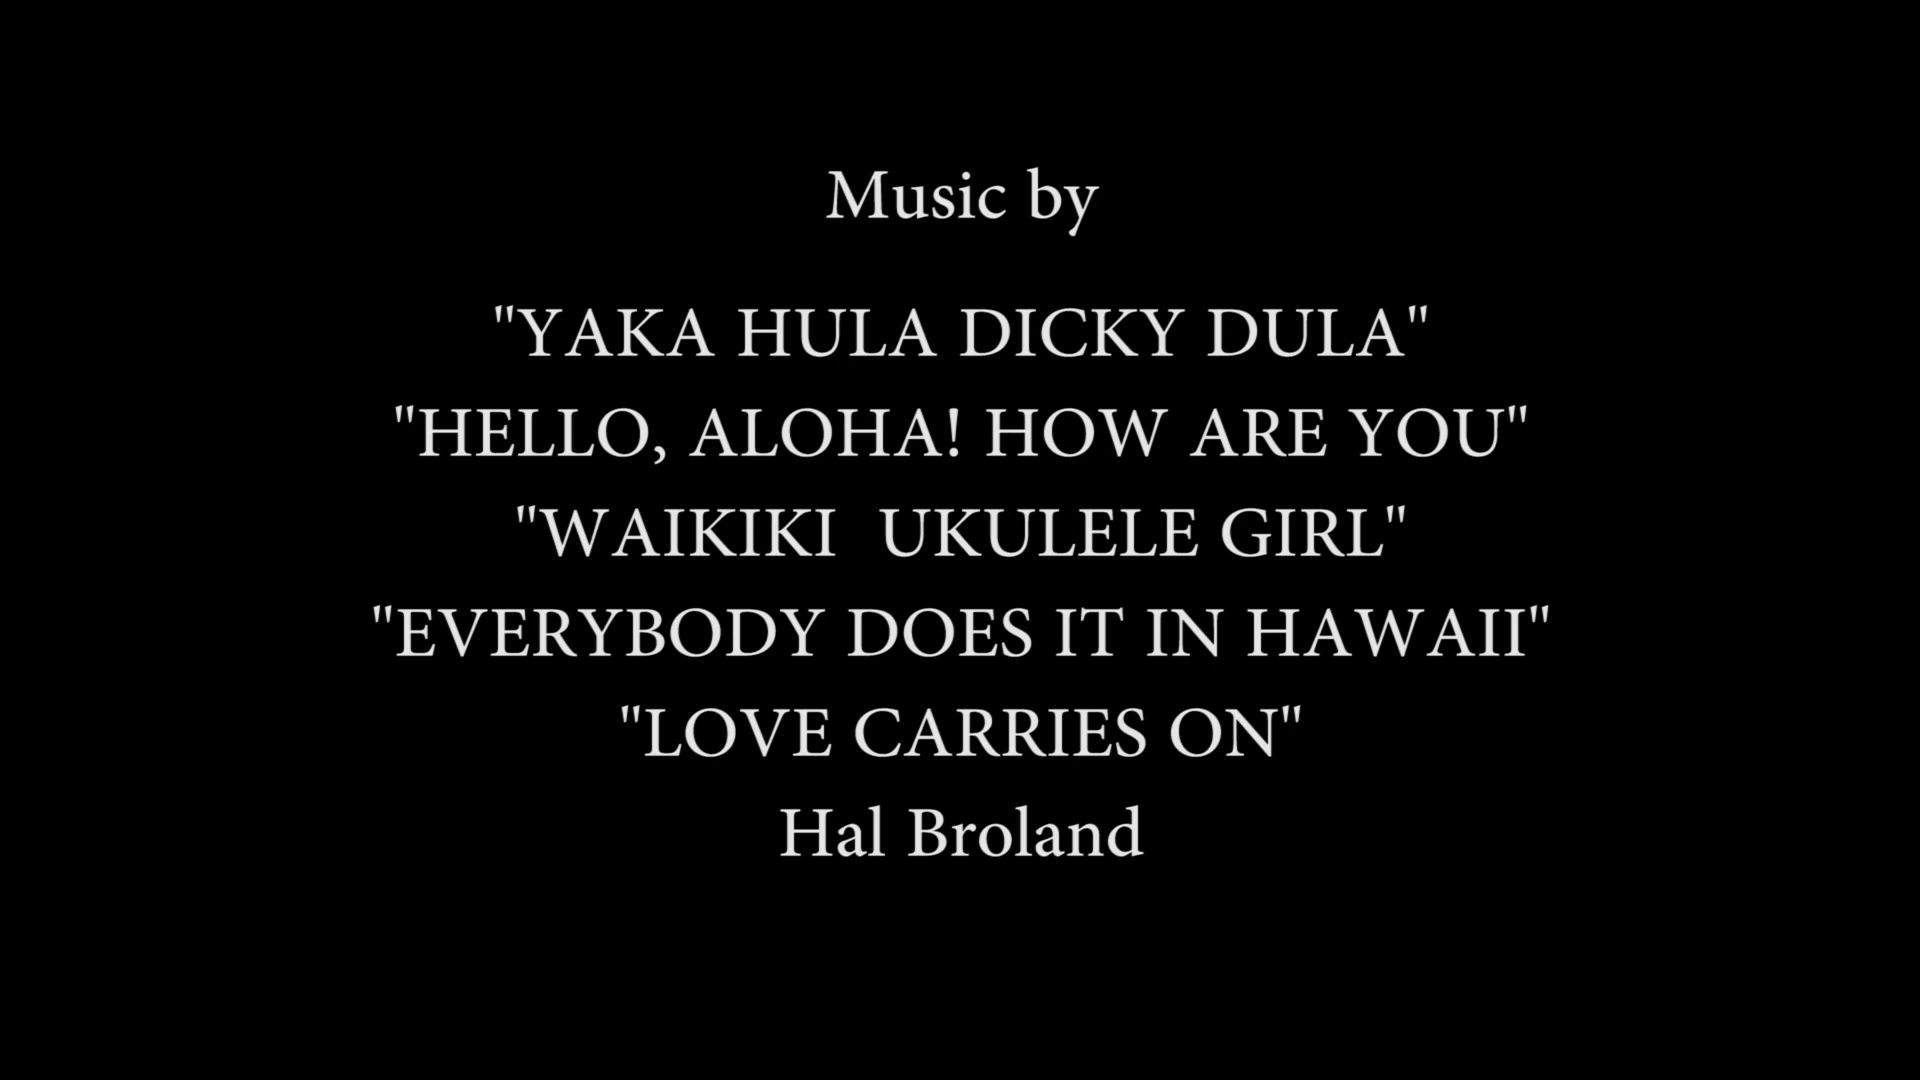 Music by
"YAKA HULA DICKY DULA"
"HELLO, ALOHA! HOW ARE YOU"
"WAIKIKI  UKULELE GIRL"
"EVERYBODY DOES IT IN HAWAII"
"LOVE CARRIES ON"
Hal Broland